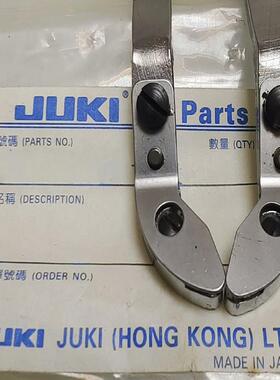 JUKI Parts
號碼 (PARTS NO.) 數量 (QTY)
名稱 (DESCRIPTION)
號碼 (ORDER NO.)
JUKI JUKI (HONG KONG) LT
MADE IN JA